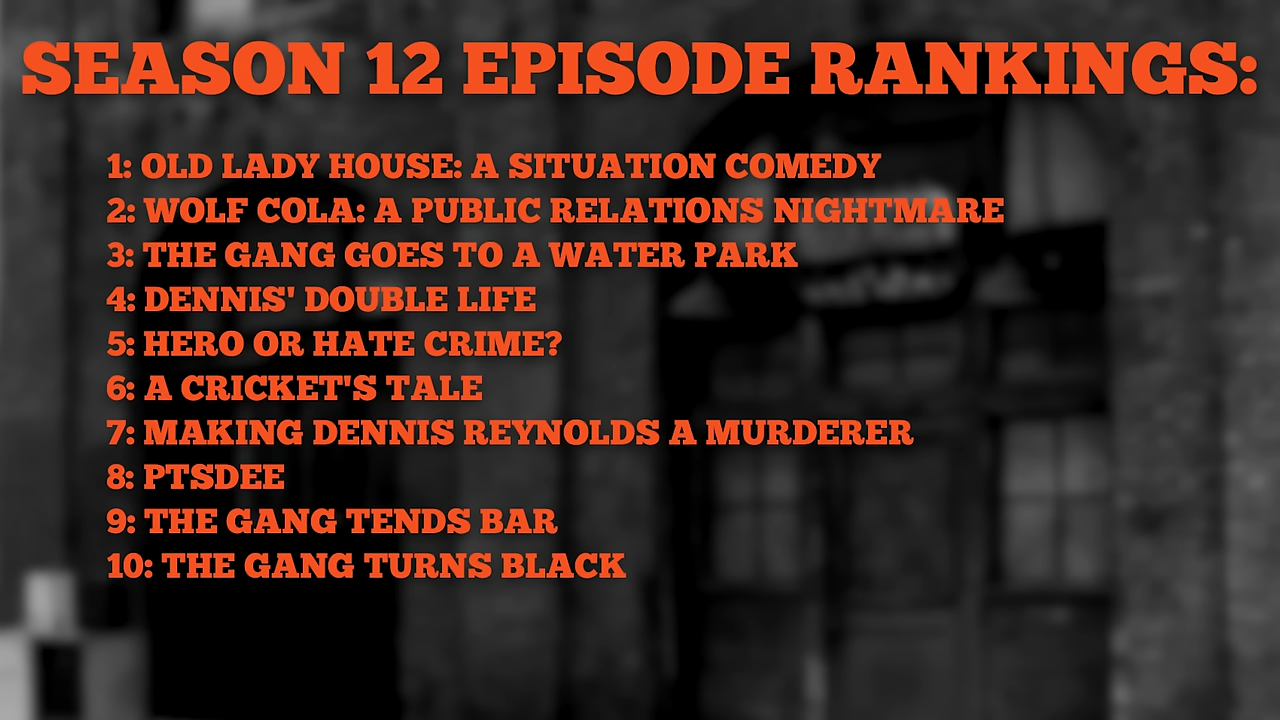 SEASON 12 EPISODE RANKINGS:
1: OLD LADY HOUSE: A SITUATION COMEDY
2: WOLF COLA: A PUBLIC RELATIONS NIGHTMARE
3: THE GANG GOES TO A WATER PARK
4: DENNIS' DOUBLE LIFE
5: HERO OR HATE CRIME?
6: A CRICKET'S TALE
7: MAKING DENNIS REYNOLDS A MURDERER
8: PTSDEE
9: THE GANG TENDS BAR
10: THE GANG TURNS BLACK